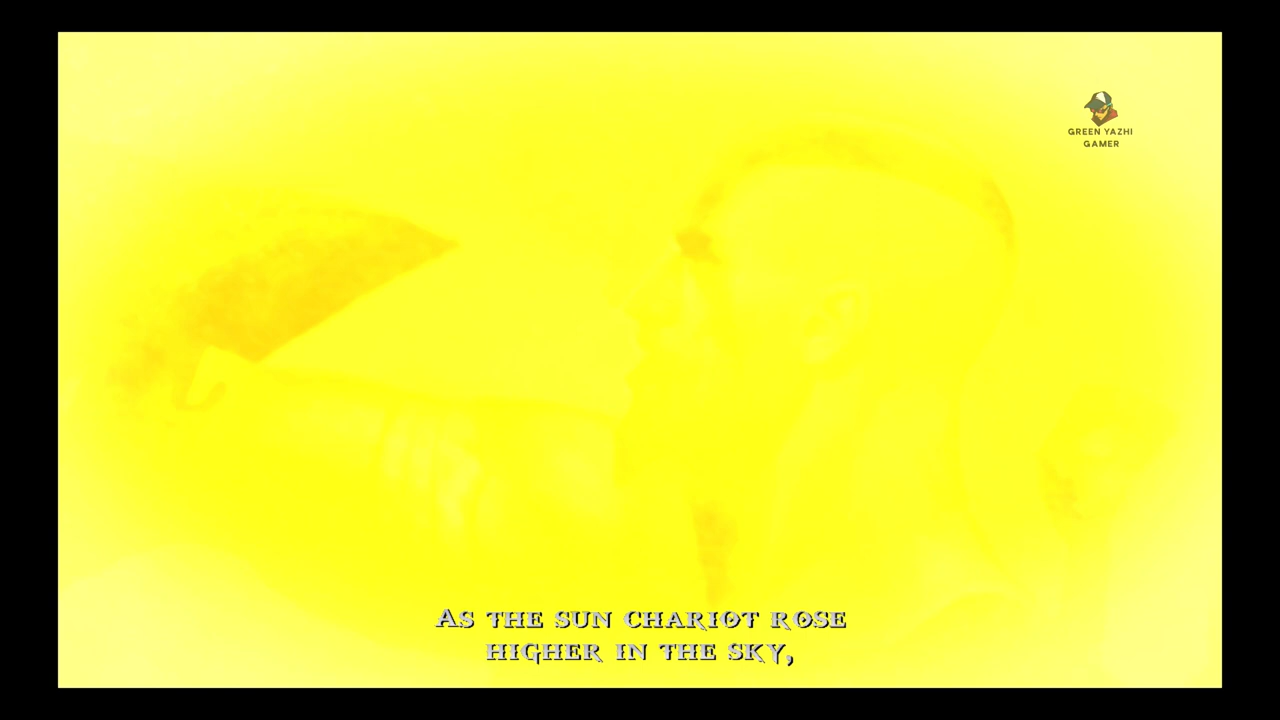 GREEN YAZHI
GAMER
As the sun chariot rose
higher in the sky,